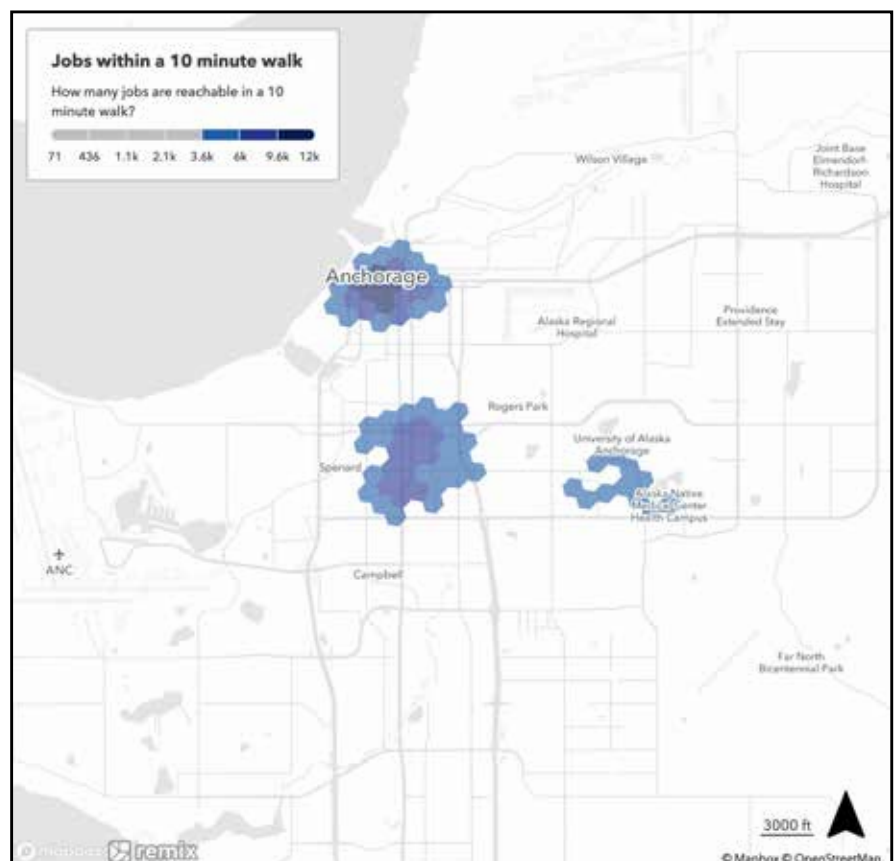 Jobs within a 10 minute walk
How many jobs are reachable in a 10
minute walk?
71 436 1.1k 2.1k 3.6k 6k 9.6k 12k
Wilson Village
Joint Base
Elmendorf-
Richardson
Hospital
Anchorage
Alaska Regional
Hospital
Providence
Extended Stay
Rogers Park
University of Alaska
Anchorage
Spenard
Alaska Native
Medical Center
Health Campus
ANC
Campbell
Far North
Bicentennial Park
3000 ft
mapbox remix
© Mapbox © OpenStreetMap